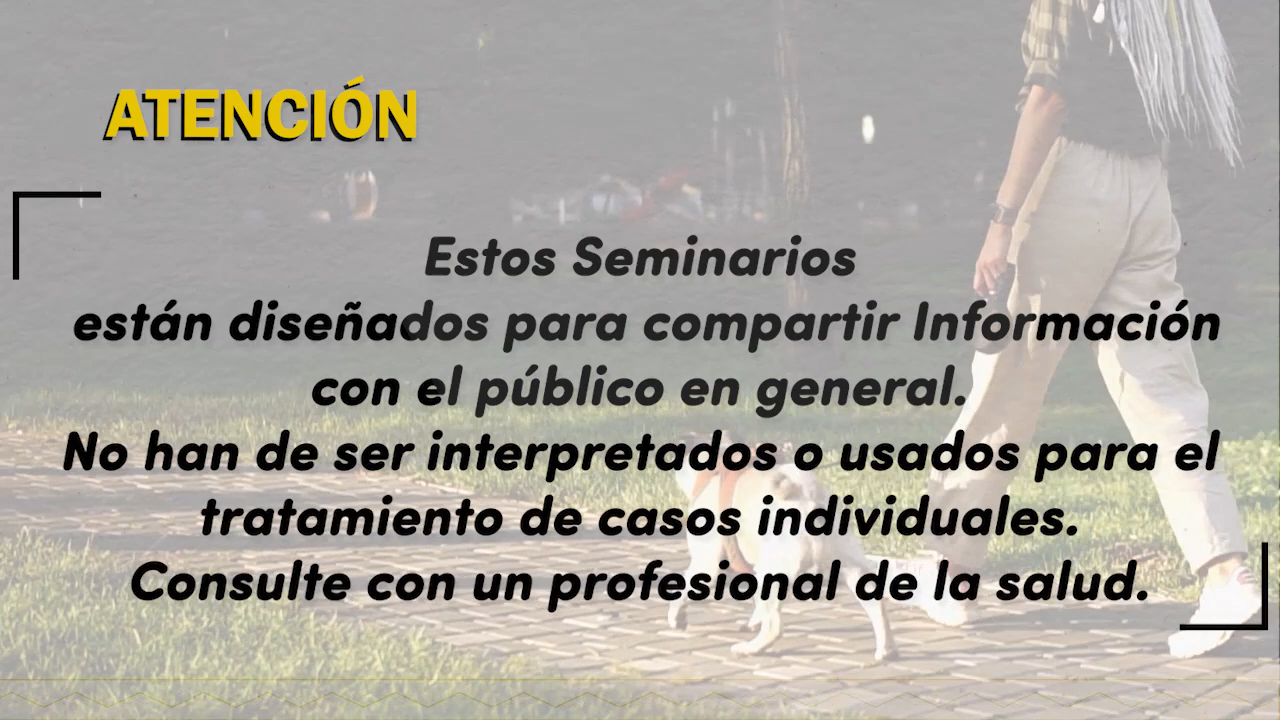 ATENCIÓN
Estos Seminarios
están diseñados para compartir Información
con el público en general.
No han de ser interpretados o usados para el
tratamiento de casos individuales.
Consulte con un profesional de la salud.